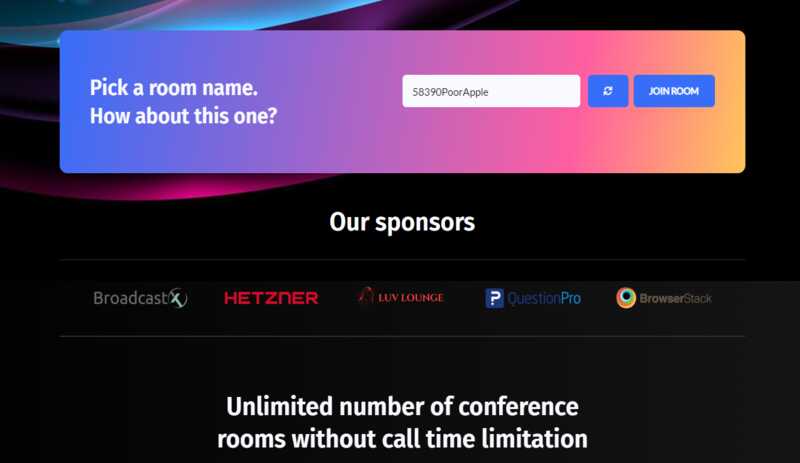 Pick a room name.
How about this one?
58390PoorApple
JOIN ROOM
Our sponsors
BroadcastX
HETZNER
LUV LOUNGE
QuestionPro
BrowserStack
Unlimited number of conference
rooms without call time limitation